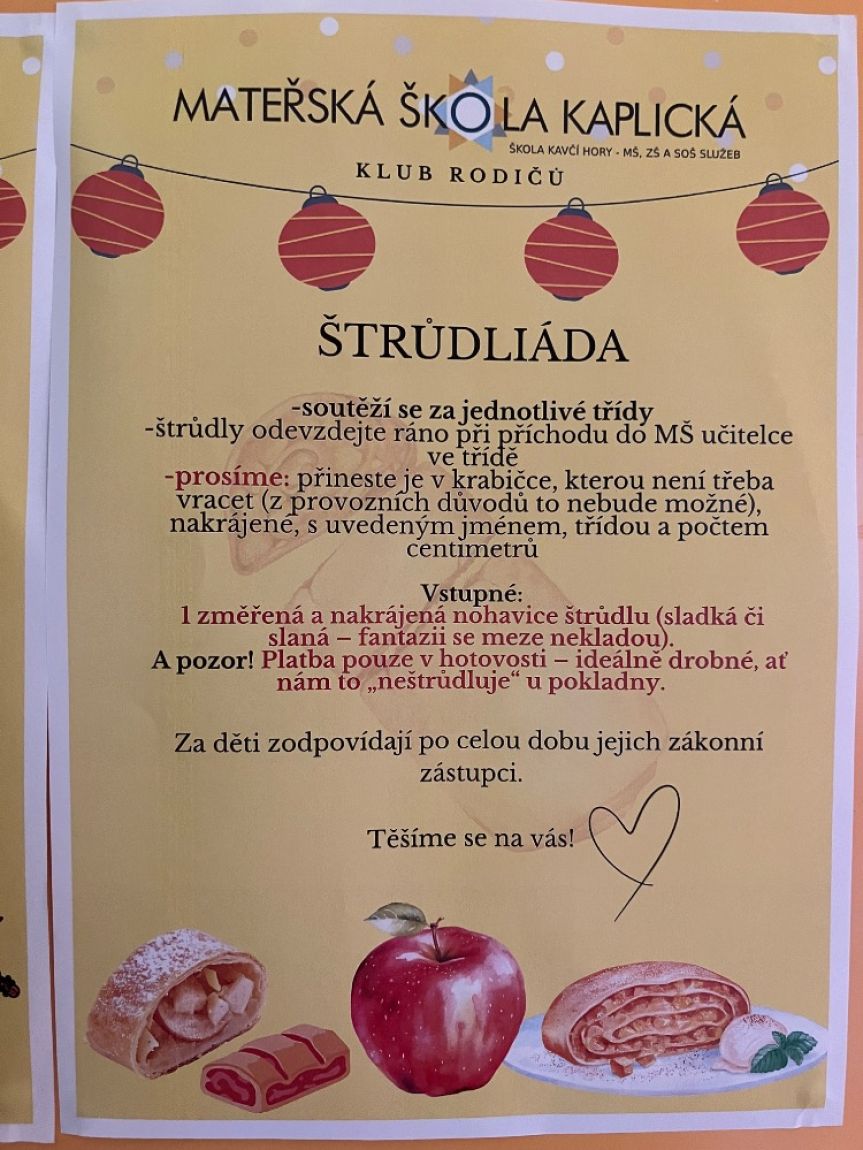 MATEŘSKÁ ŠKOLA KAPLICKÁ
ŠKOLA KAVČÍ HORY - MŠ, ZŠ A SOŠ SLUŽEB
KLUB RODIČŮ
ŠTRŮDLIÁDA
-soutěží se za jednotlivé třídy
-štrůdly odevzdejte ráno při příchodu do MŠ učitelce
ve třídě
-prosíme: přineste je v krabičce, kterou není třeba
vracet (z provozních důvodů to nebude možné),
nakrájené, s uvedeným jménem, třídou a počtem
centimetrů
Vstupné:
1 změřená a nakrájená nohavice štrůdlu (sladká či
slaná – fantazii se meze nekladou).
A pozor! Platba pouze v hotovosti – ideálně drobné, ať
nám to „neštrůdluje“ u pokladny.
Za děti zodpovídají po celou dobu jejich zákonní
zástupci.
Těšíme se na vás!